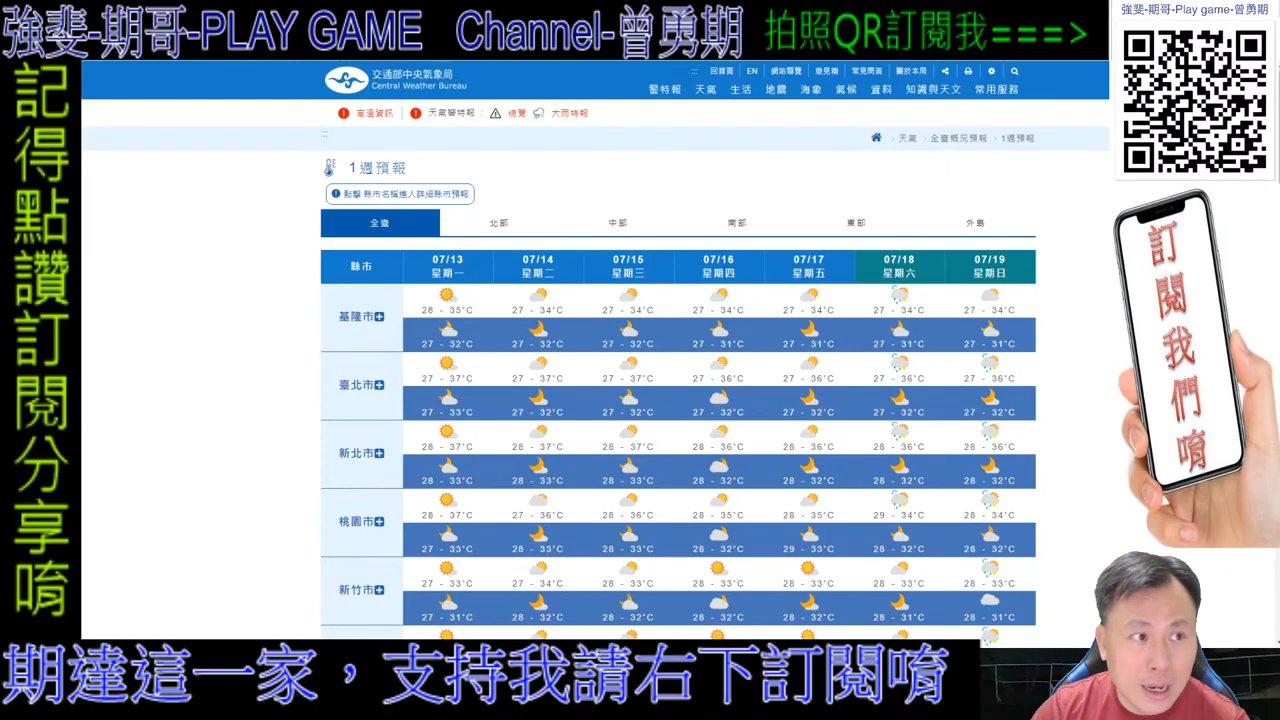 強斐-期哥-PLAY GAME Channel-曾勇期 拍照QR訂閱我===>
強斐-期哥-Play game-曾勇期
記得點讚訂閱分享唷
交通部中央氣象局
Central Weather Bureau
::: 回首頁 EN 網站導覽 意見箱 常見問答 關於本局
警特報 天氣 生活 地震 海象 氣候 資料 知識與天文 常用服務
高溫資訊 天氣警特報: 總覽 大雨特報
::: > 天氣 > 全臺概況預報 > 1週預報
1週預報
點擊 縣市名稱進入詳細縣市預報
全臺 北部 中部 南部 東部 外島
縣市 07/13 07/14 07/15 07/16 07/17 07/18 07/19
星期一 星期二 星期三 星期四 星期五 星期六 星期日
28 - 35°C 27 - 34°C 27 - 34°C 27 - 34°C 27 - 34°C 27 - 34°C 27 - 34°C
基隆市
27 - 32°C 27 - 32°C 27 - 32°C 27 - 31°C 27 - 31°C 27 - 31°C 27 - 31°C
27 - 37°C 27 - 37°C 27 - 37°C 27 - 36°C 27 - 36°C 27 - 36°C 27 - 36°C
臺北市
27 - 33°C 27 - 32°C 27 - 32°C 27 - 32°C 27 - 32°C 27 - 32°C 27 - 32°C
28 - 37°C 28 - 37°C 28 - 37°C 28 - 36°C 28 - 36°C 28 - 36°C 28 - 36°C
新北市
28 - 33°C 28 - 33°C 28 - 32°C 28 - 32°C 28 - 32°C 28 - 32°C 28 - 32°C
28 - 37°C 27 - 36°C 28 - 36°C 28 - 35°C 28 - 35°C 29 - 34°C 28 - 34°C
桃園市
27 - 33°C 28 - 33°C 28 - 33°C 28 - 32°C 29 - 33°C 28 - 32°C 28 - 32°C
27 - 33°C 27 - 34°C 28 - 33°C 28 - 33°C 28 - 33°C 28 - 33°C 28 - 33°C
新竹市
27 - 31°C 28 - 32°C 28 - 32°C 28 - 32°C 28 - 31°C 28 - 31°C 28 - 31°C
訂閱我們唷
期達這一家,支持我請右下訂閱唷